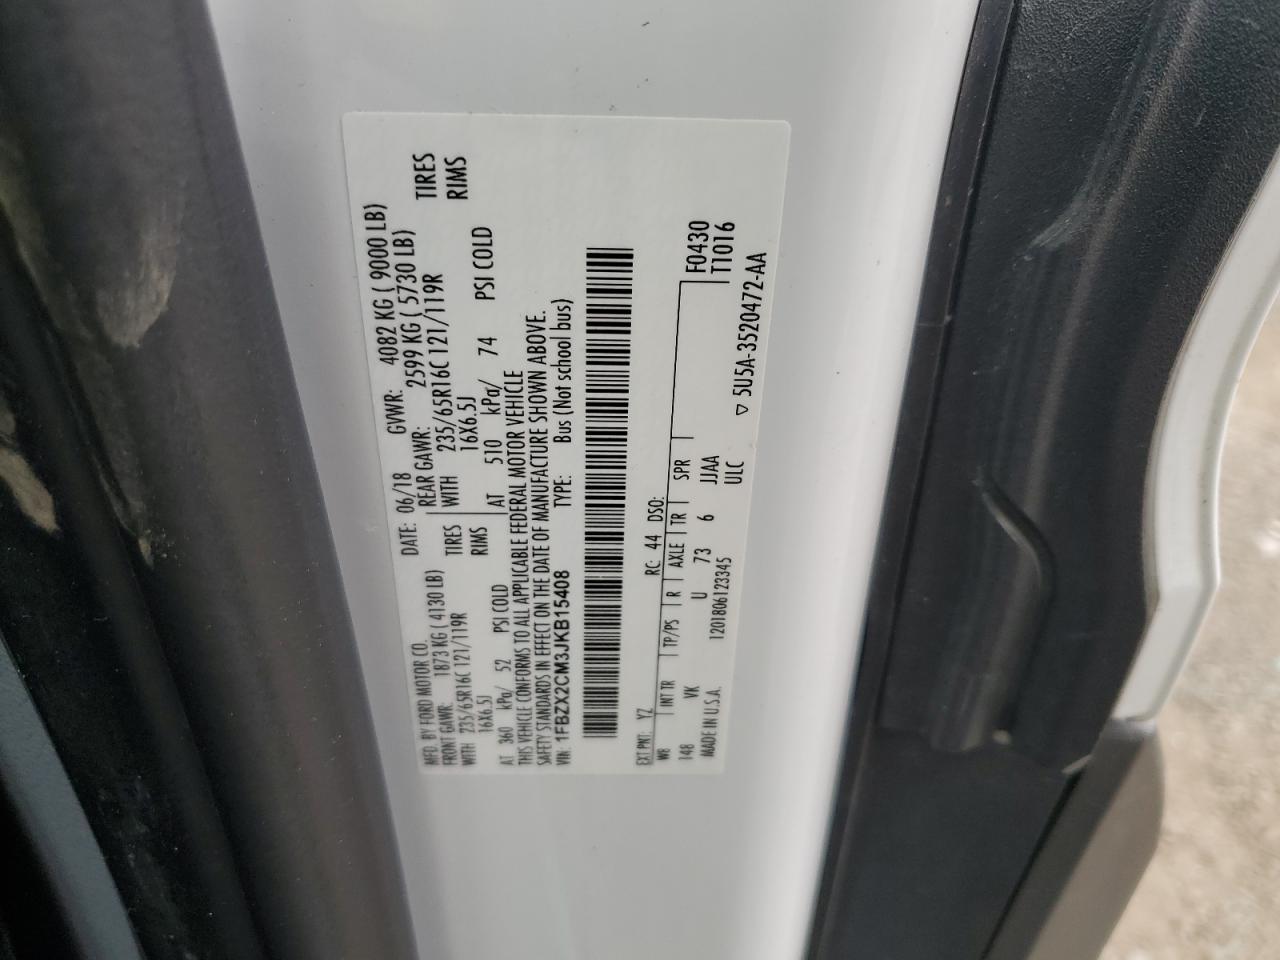 MFD. BY FORD MOTOR CO. DATE: 06/18 GVWR: 4082 KG ( 9000 LB)
FRONT GAWR: 1873 KG ( 4130 LB) REAR GAWR: 2599 KG ( 5730 LB)
WITH 235/65R16C 121/119R TIRES WITH 235/65R16C 121/119R TIRES
16X6.5J RIMS 16X6.5J RIMS
AT 360 kPa/ 52 PSI COLD AT 510 kPa/ 74 PSI COLD
THIS VEHICLE CONFORMS TO ALL APPLICABLE FEDERAL MOTOR VEHICLE
SAFETY STANDARDS IN EFFECT ON THE DATE OF MANUFACTURE SHOWN ABOVE.
VIN: 1FBZX2CM3JKB15408 TYPE: Bus (Not school bus)
EXT PNT: YZ RC: 44 DSO:
WB INT TR TP/PS R AXLE TR SPR F0430
148 VK U 73 6 JJAA T1016
MADE IN U.S.A. 1201806123345 ULC
▽ 5U5A-3520472-AA